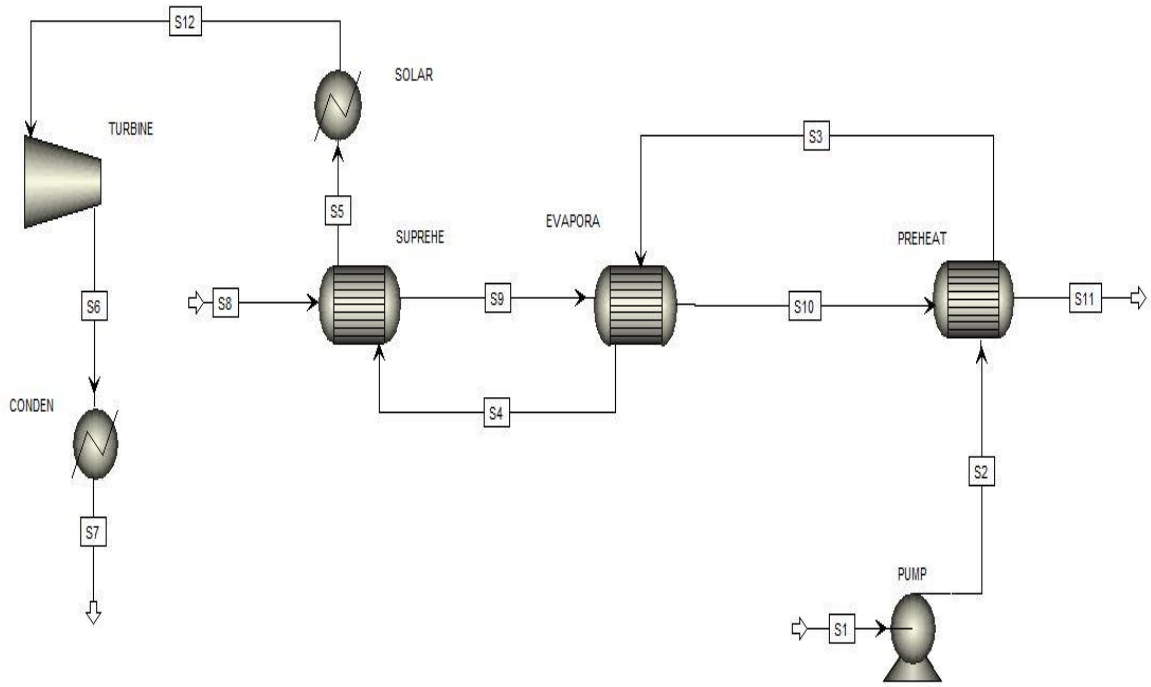 S12
SOLAR
TURBINE
S3
S5
EVAPORA
SUPREHE
PREHEAT
S6
S8
S9
S10
S11
CONDEN
S4
S2
S7
PUMP
S1